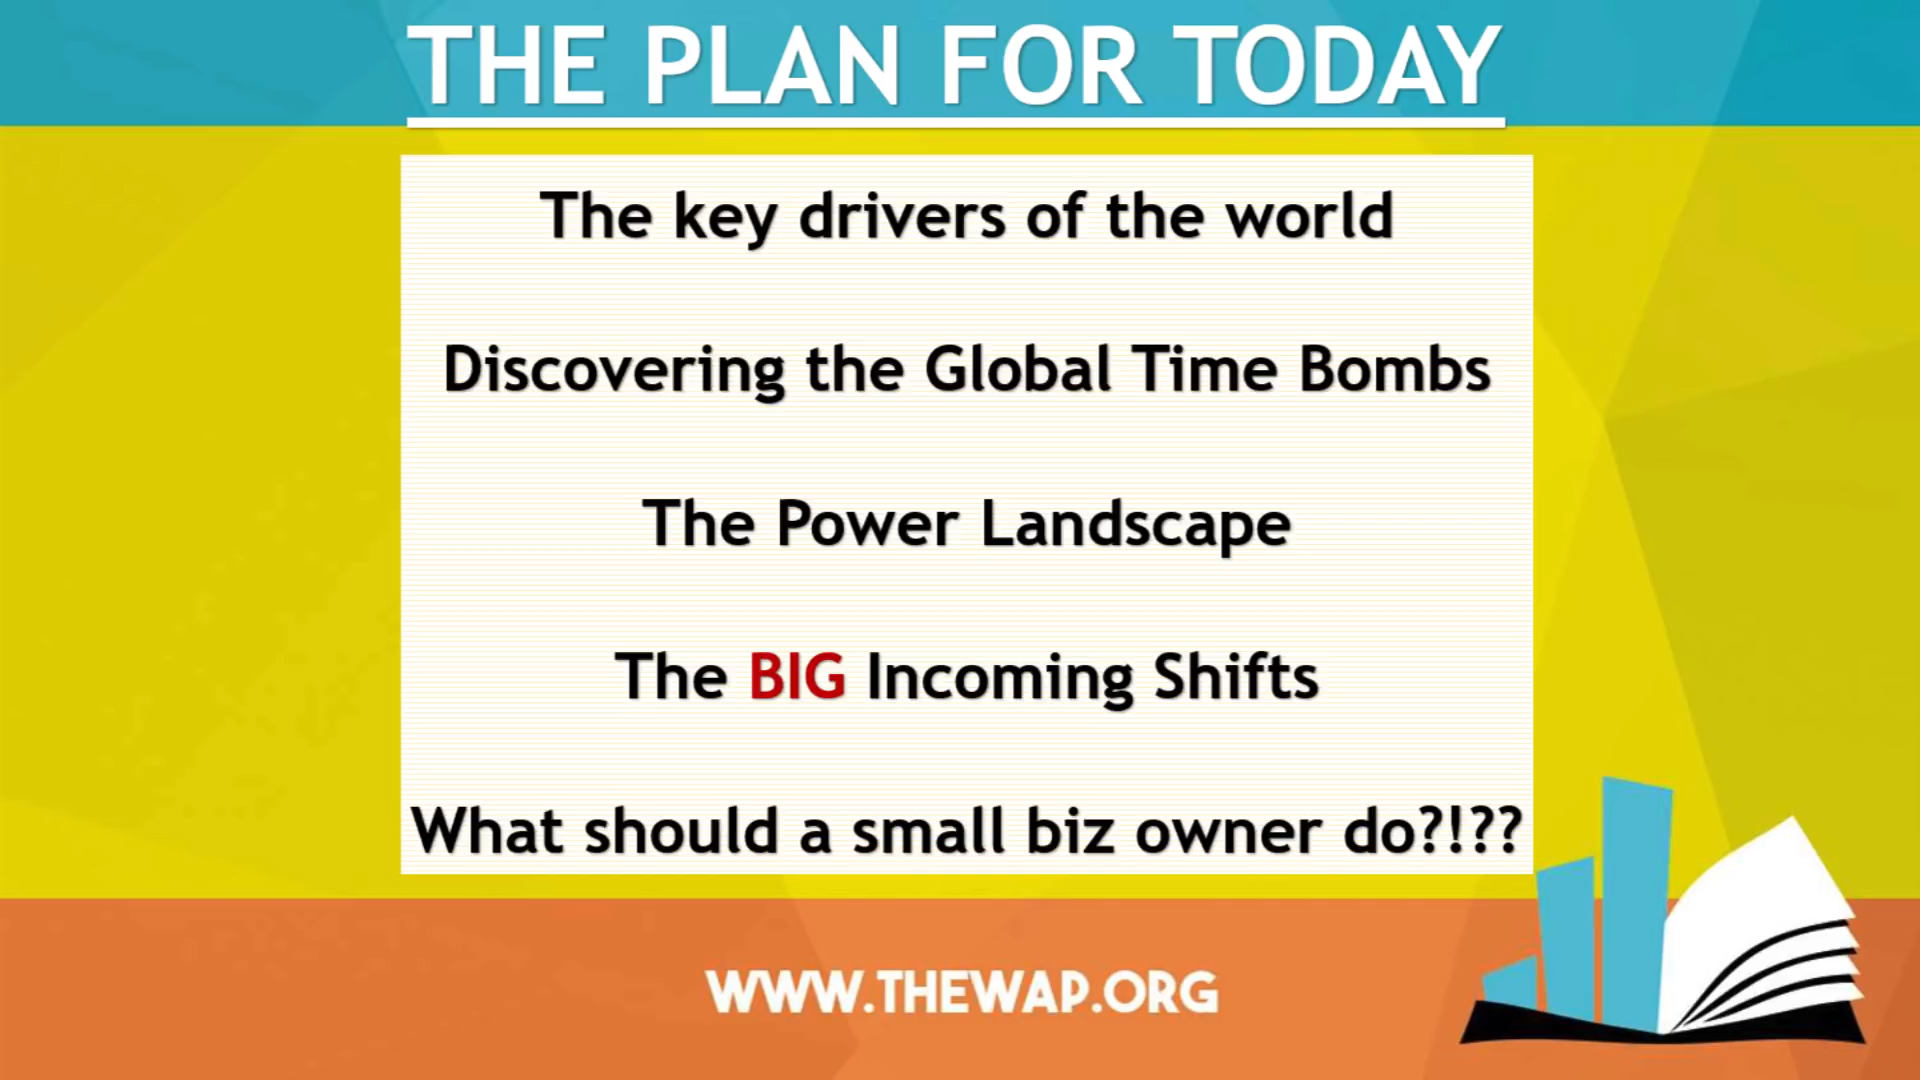 THE PLAN FOR TODAY
The key drivers of the world
Discovering the Global Time Bombs
The Power Landscape
The BIG Incoming Shifts
What should a small biz owner do?!??
WWW.THEWAP.ORG